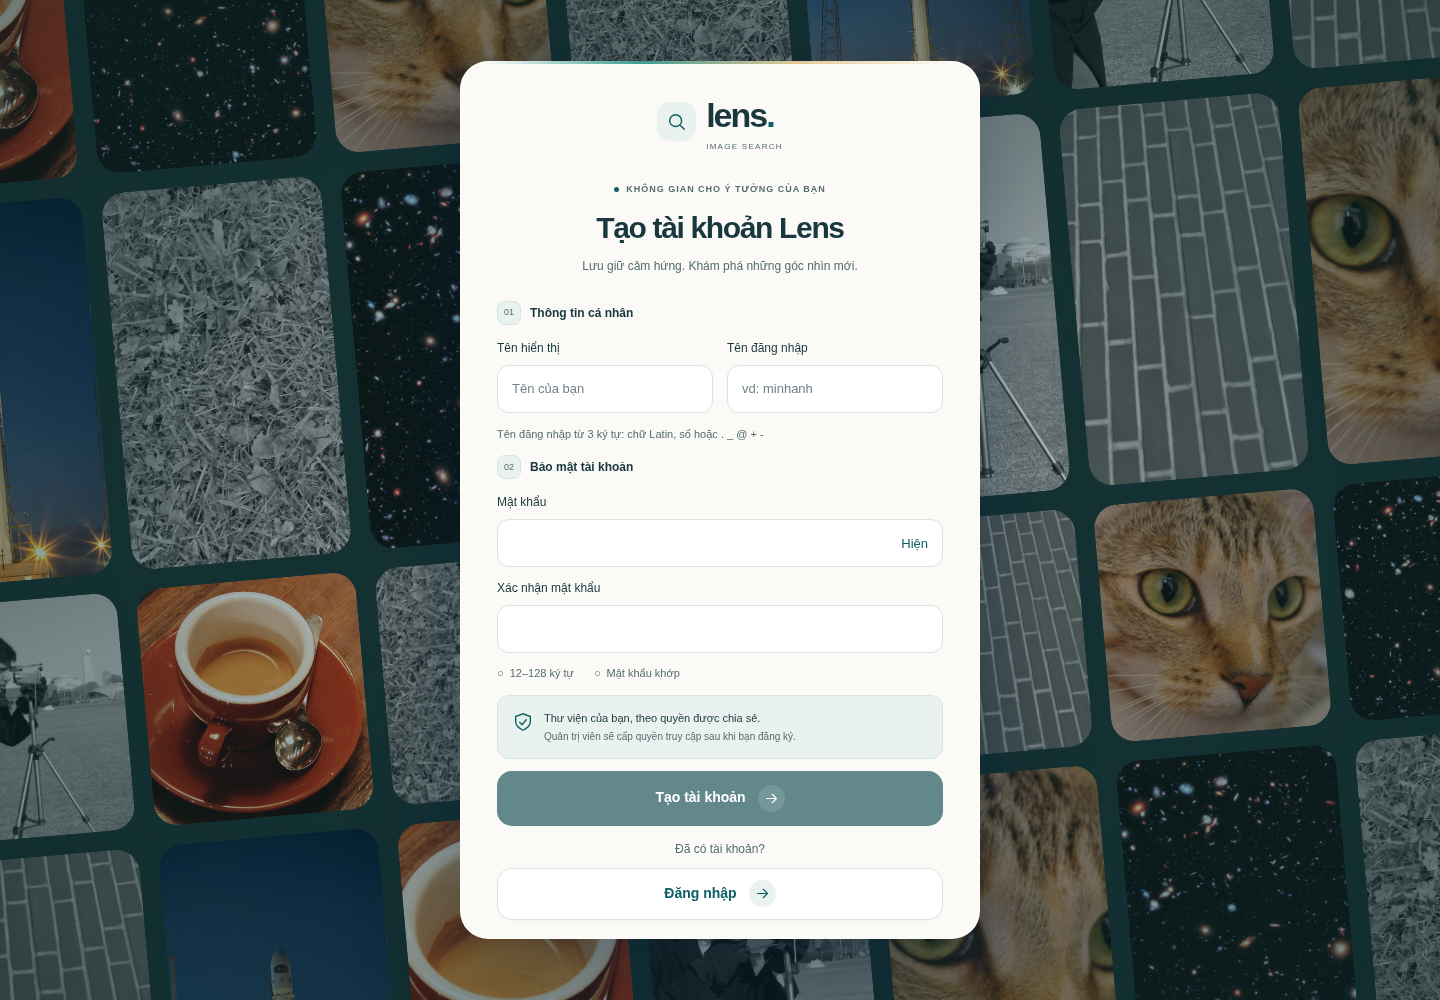 lens.
IMAGE SEARCH
KHÔNG GIAN CHO Ý TƯỞNG CỦA BẠN
Tạo tài khoản Lens
Lưu giữ cảm hứng. Khám phá những góc nhìn mới.
01 Thông tin cá nhân
Tên hiển thị Tên đăng nhập
Tên của bạn vd: minhanh
Tên đăng nhập từ 3 ký tự: chữ Latin, số hoặc . _ @ + -
02 Bảo mật tài khoản
Mật khẩu
Hiện
Xác nhận mật khẩu
○ 12–128 ký tự ○ Mật khẩu khớp
Thư viện của bạn, theo quyền được chia sẻ.
Quản trị viên sẽ cấp quyền truy cập sau khi bạn đăng ký.
Tạo tài khoản →
Đã có tài khoản?
Đăng nhập →